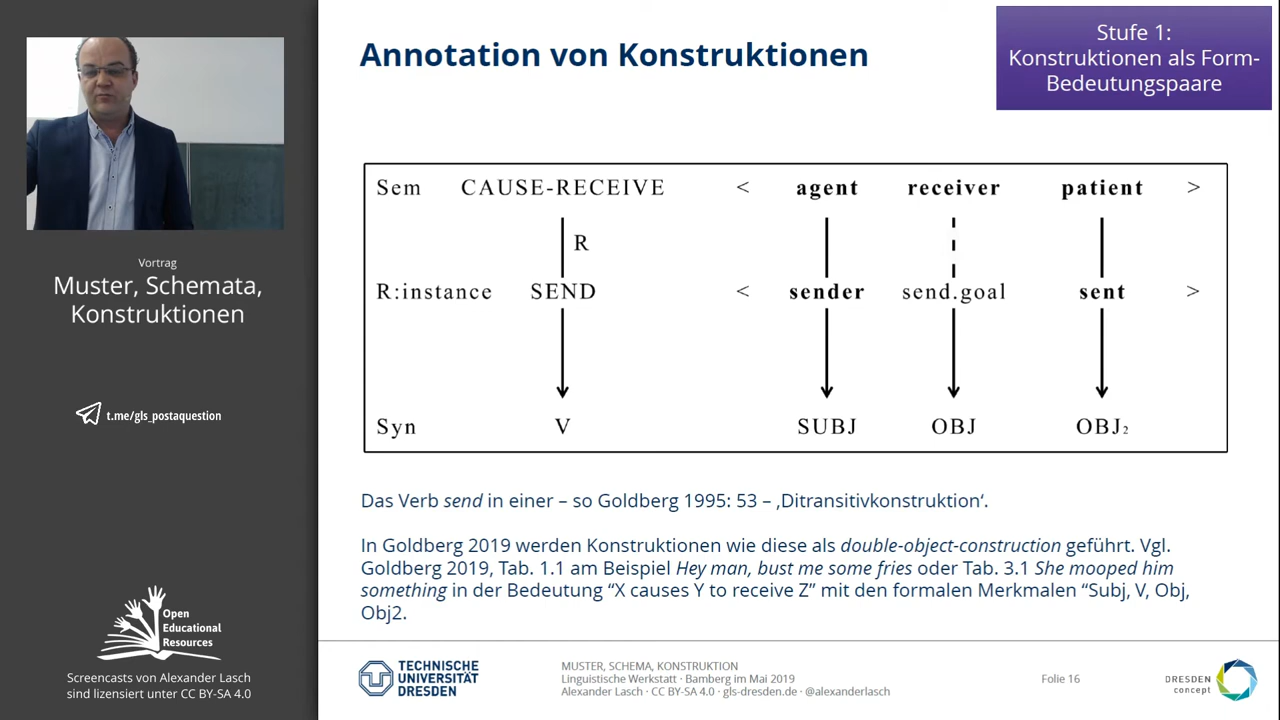 Annotation von Konstruktionen
Stufe 1:
Konstruktionen als Form-
Bedeutungspaare
Vortrag
Muster, Schemata,
Konstruktionen
t.me/gls_postaquestion
Sem CAUSE-RECEIVE < agent receiver patient >
R
R:instance SEND < sender send.goal sent >
Syn V SUBJ OBJ OBJ₂
Das Verb send in einer – so Goldberg 1995: 53 – ‚Ditransitivkonstruktion‘.
In Goldberg 2019 werden Konstruktionen wie diese als double-object-construction geführt. Vgl.
Goldberg 2019, Tab. 1.1 am Beispiel Hey man, bust me some fries oder Tab. 3.1 She mooped him
something in der Bedeutung “X causes Y to receive Z” mit den formalen Merkmalen “Subj, V, Obj,
Obj2.
Open
Educational
Resources
Screencasts von Alexander Lasch
sind lizensiert unter CC BY-SA 4.0
TECHNISCHE
UNIVERSITÄT
DRESDEN
MUSTER, SCHEMA, KONSTRUKTION
Linguistische Werkstatt · Bamberg im Mai 2019
Alexander Lasch · CC BY-SA 4.0 · gls-dresden.de · @alexanderlasch
Folie 16
DRESDEN
concept